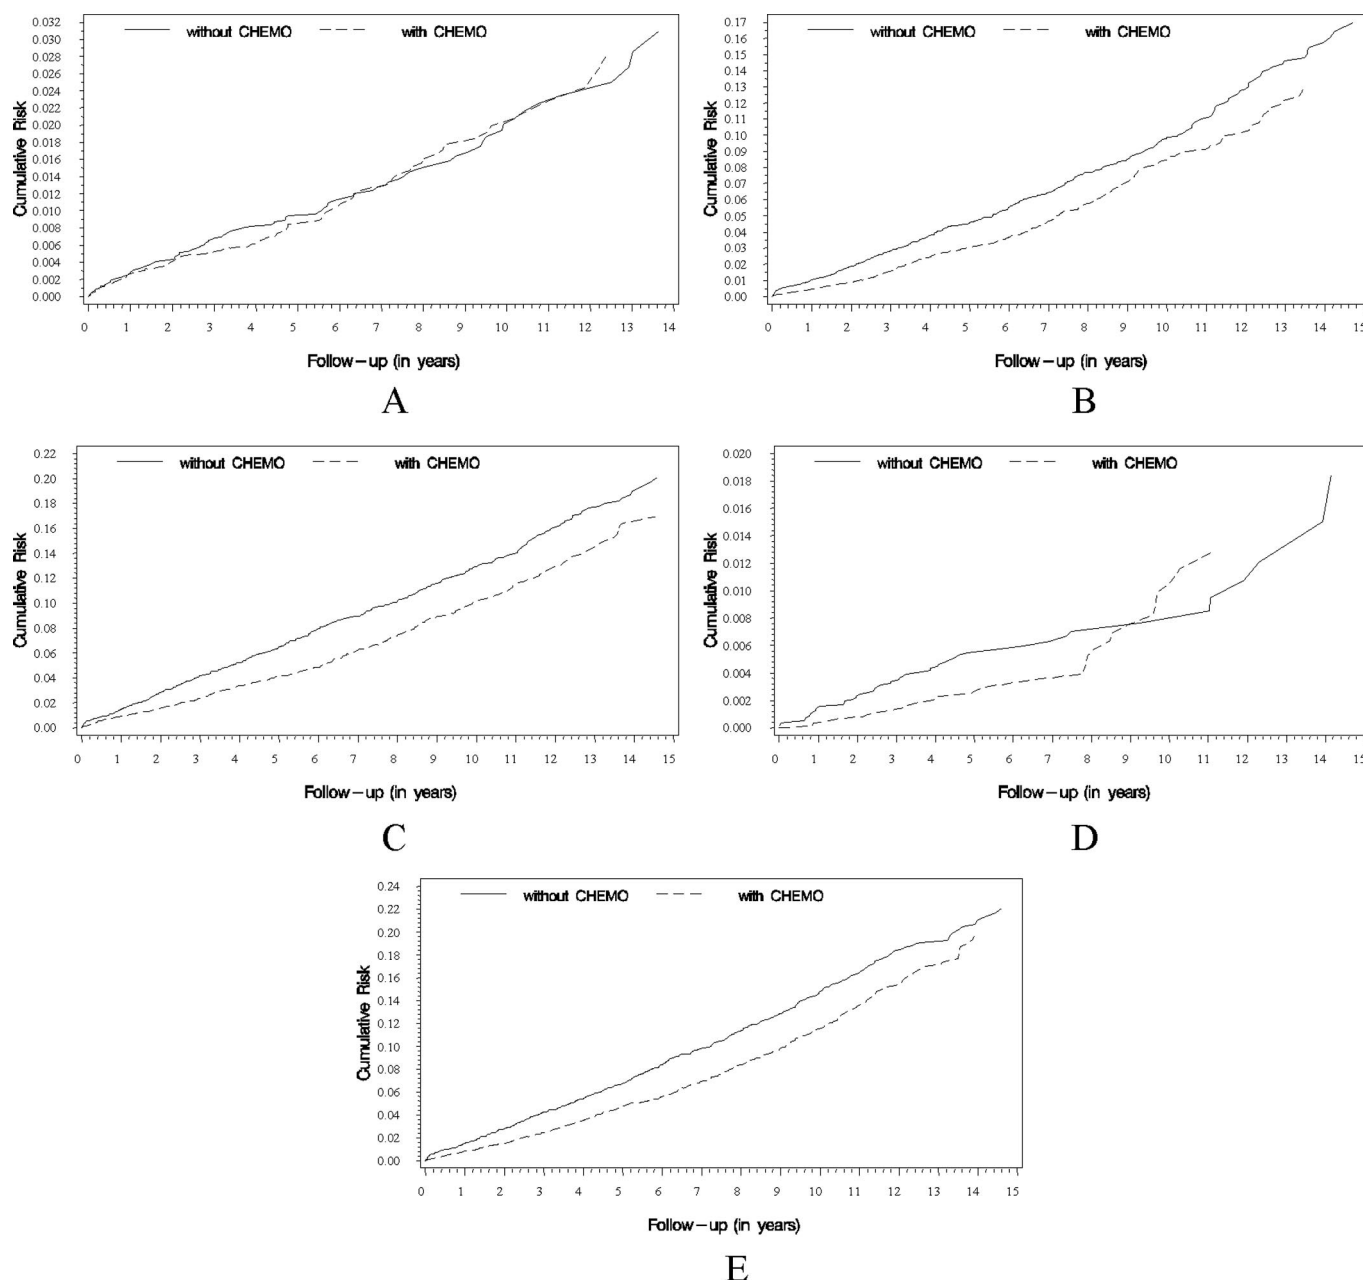 without CHEMO with CHEMO
0.032
0.030
0.028
0.026
0.024
0.022
0.020
0.018
0.016
0.014
0.012
0.010
0.008
0.006
0.004
0.002
0.000
Cumulative Risk
0 1 2 3 4 5 6 7 8 9 10 11 12 13 14
Follow-up (in years)
A
without CHEMO with CHEMO
0.17
0.16
0.15
0.14
0.13
0.12
0.11
0.10
0.09
0.08
0.07
0.06
0.05
0.04
0.03
0.02
0.01
0.00
Cumulative Risk
0 1 2 3 4 5 6 7 8 9 10 11 12 13 14 15
Follow-up (in years)
B
without CHEMO with CHEMO
0.22
0.20
0.18
0.16
0.14
0.12
0.10
0.08
0.06
0.04
0.02
0.00
Cumulative Risk
0 1 2 3 4 5 6 7 8 9 10 11 12 13 14 15
Follow-up (in years)
C
without CHEMO with CHEMO
0.020
0.018
0.016
0.014
0.012
0.010
0.008
0.006
0.004
0.002
0.000
Cumulative Risk
0 1 2 3 4 5 6 7 8 9 10 11 12 13 14 15
Follow-up (in years)
D
without CHEMO with CHEMO
0.24
0.22
0.20
0.18
0.16
0.14
0.12
0.10
0.08
0.06
0.04
0.02
0.00
Cumulative Risk
0 1 2 3 4 5 6 7 8 9 10 11 12 13 14 15
Follow-up (in years)
E